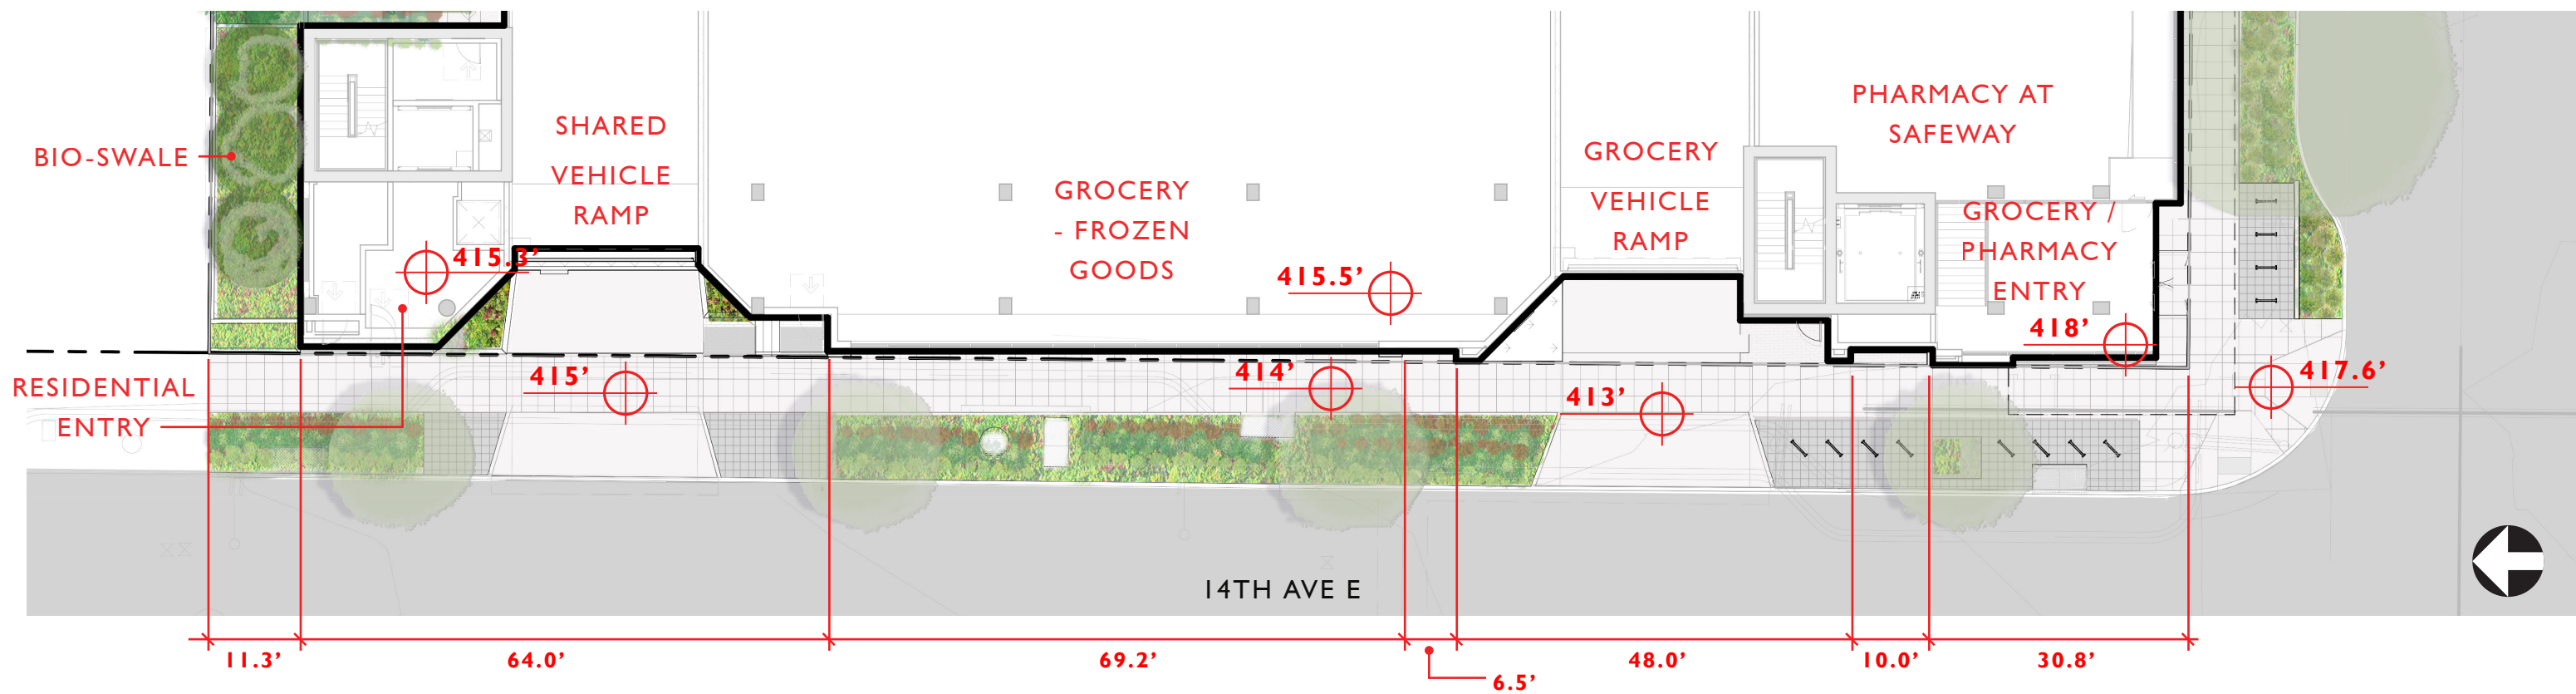 BIO-SWALE
SHARED
VEHICLE
RAMP
GROCERY
- FROZEN
GOODS
GROCERY
VEHICLE
RAMP
PHARMACY AT
SAFEWAY
GROCERY /
PHARMACY
ENTRY
415.3’
415.5’
418’
RESIDENTIAL
ENTRY
415’
414’
413’
417.6’
14TH AVE E
11.3’
64.0’
69.2’
6.5’
48.0’
10.0’
30.8’